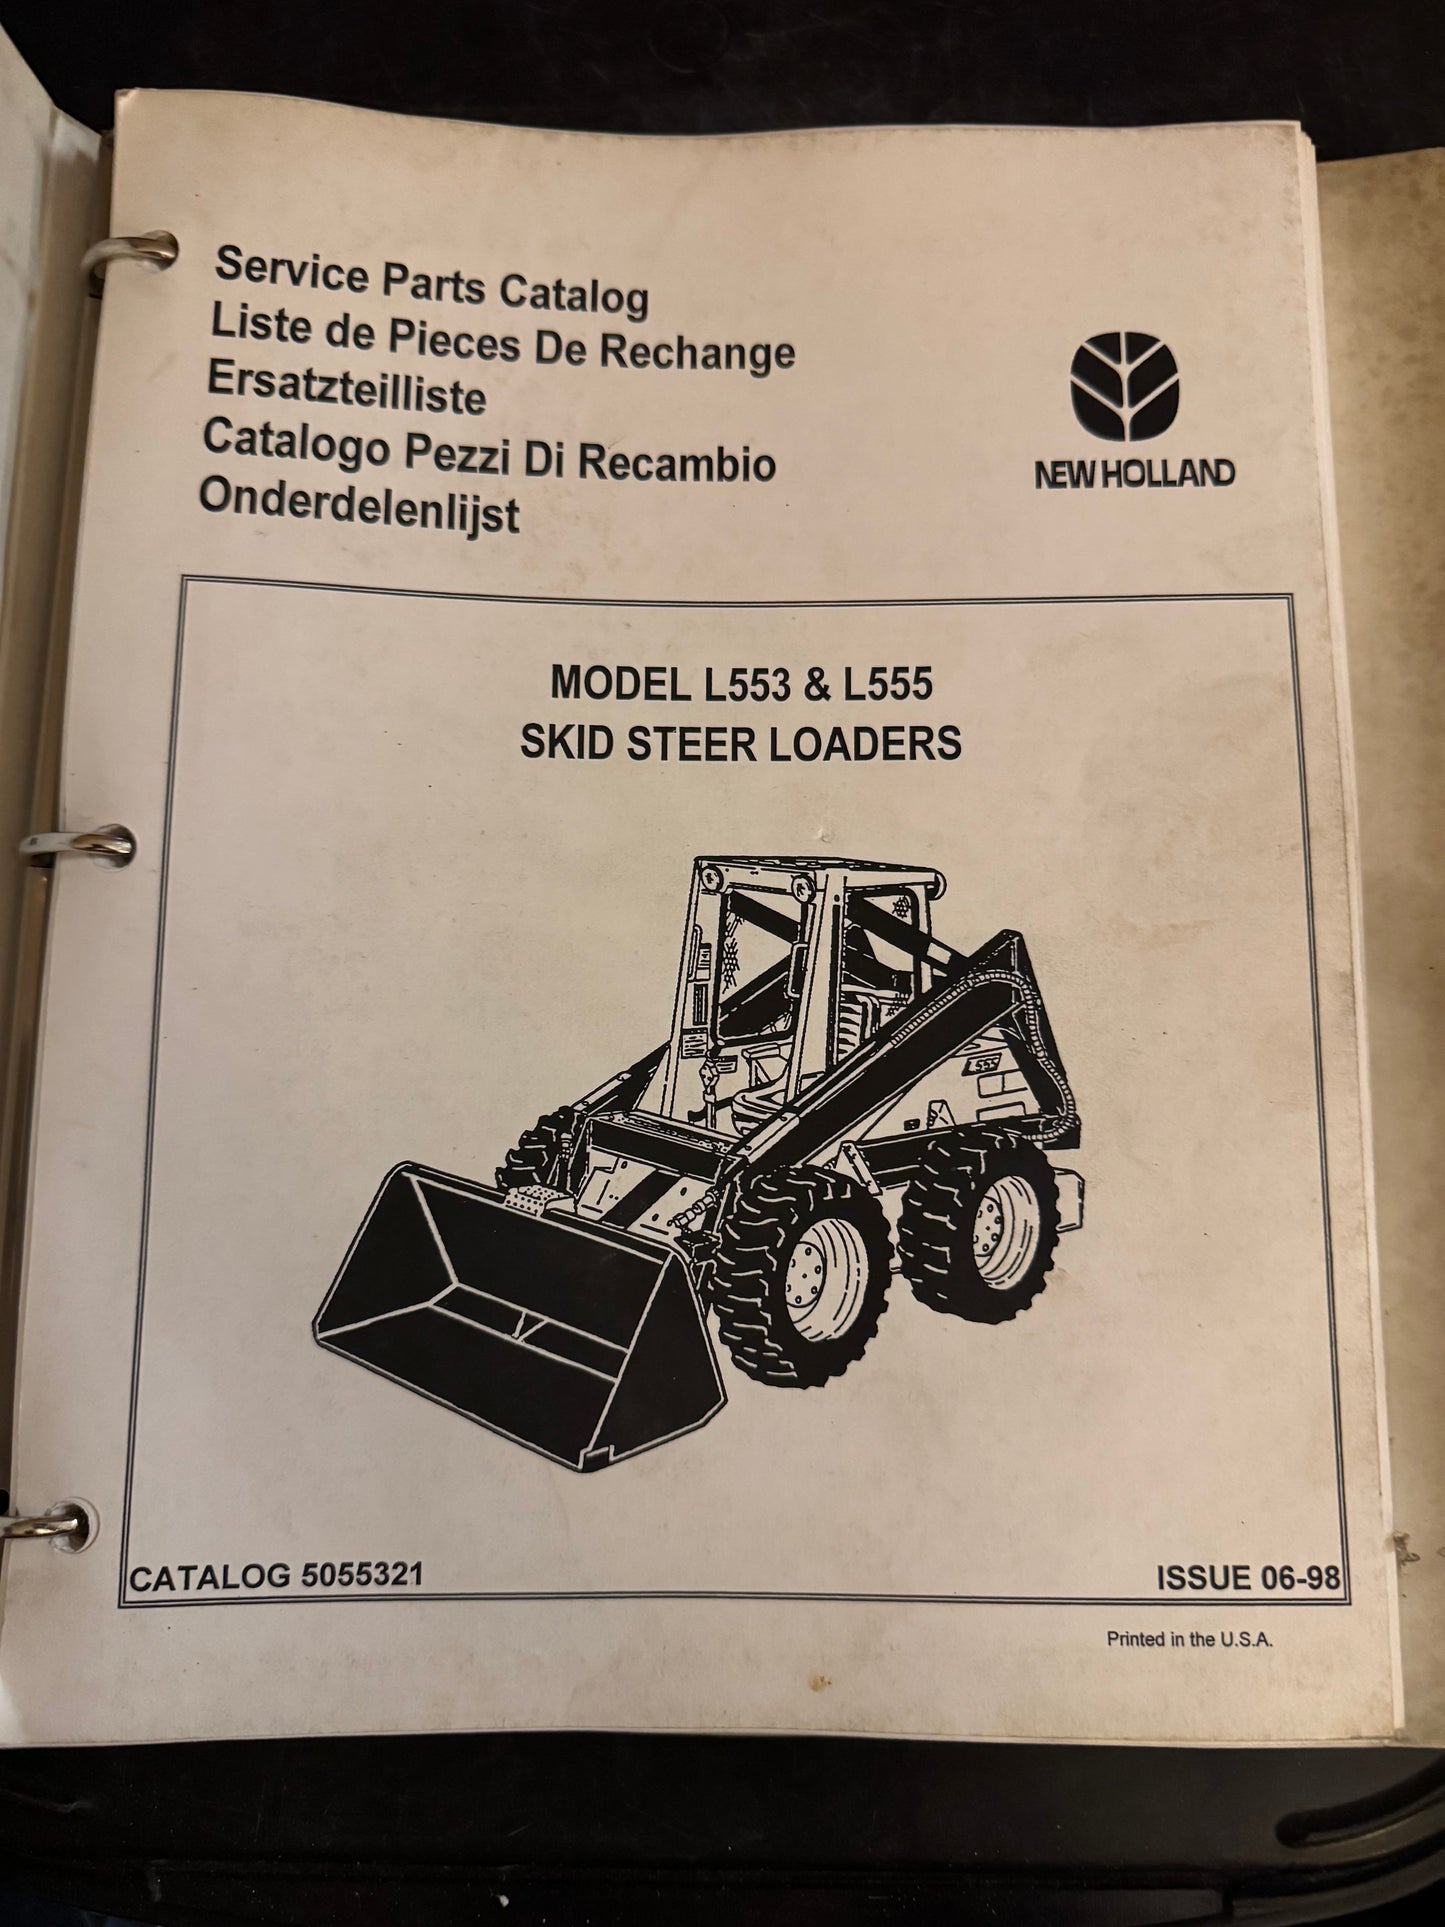 Service Parts Catalog
Liste de Pieces De Rechange
Ersatzteilliste
Catalogo Pezzi Di Recambio
Onderdelenlijst
NEW HOLLAND
MODEL L553 & L555
SKID STEER LOADERS
L555
CATALOG 5055321
ISSUE 06-98
Printed in the U.S.A.